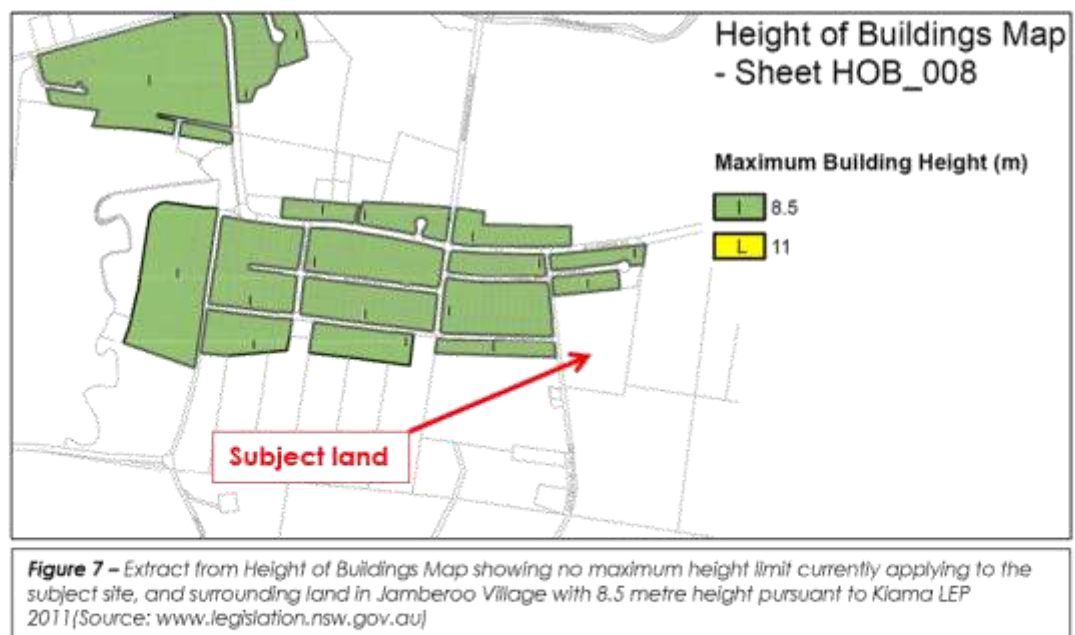 Height of Buildings Map
- Sheet HOB_008
Maximum Building Height (m)
I 8.5
L 11
Subject land
Figure 7 – Extract from Height of Buildings Map showing no maximum height limit currently applying to the
subject site, and surrounding land in Jamberoo Village with 8.5 metre height pursuant to Kiama LEP
2011(Source: www.legislation.nsw.gov.au)